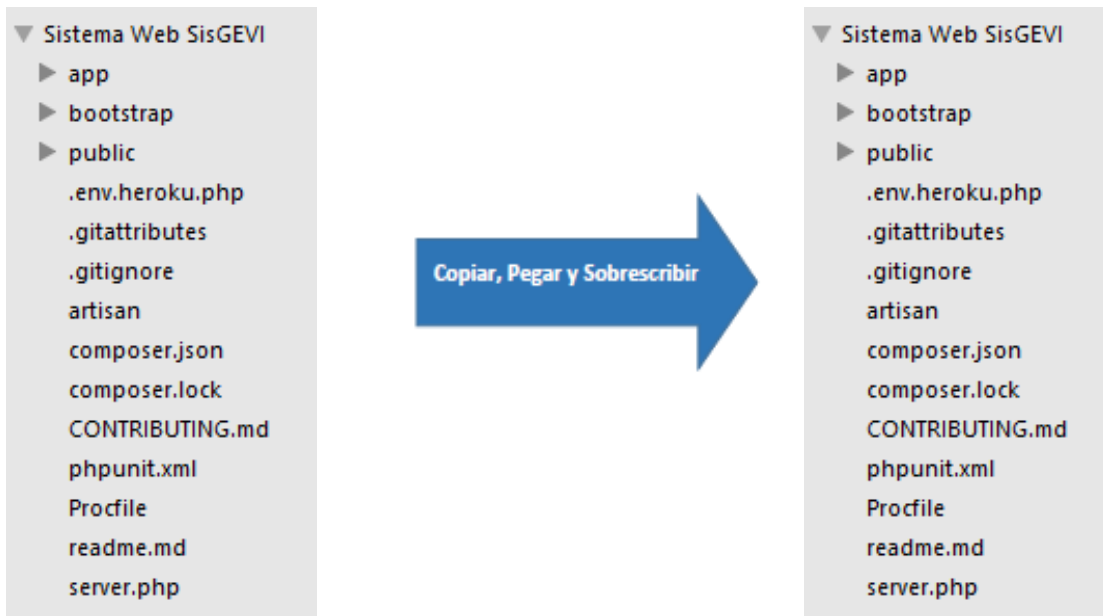 Sistema Web SisGEVI
app
bootstrap
public
.env.heroku.php
.gitattributes
.gitignore
artisan
composer.json
composer.lock
CONTRIBUTING.md
phpunit.xml
Procfile
readme.md
server.php
Copiar, Pegar y Sobrescribir
Sistema Web SisGEVI
app
bootstrap
public
.env.heroku.php
.gitattributes
.gitignore
artisan
composer.json
composer.lock
CONTRIBUTING.md
phpunit.xml
Procfile
readme.md
server.php